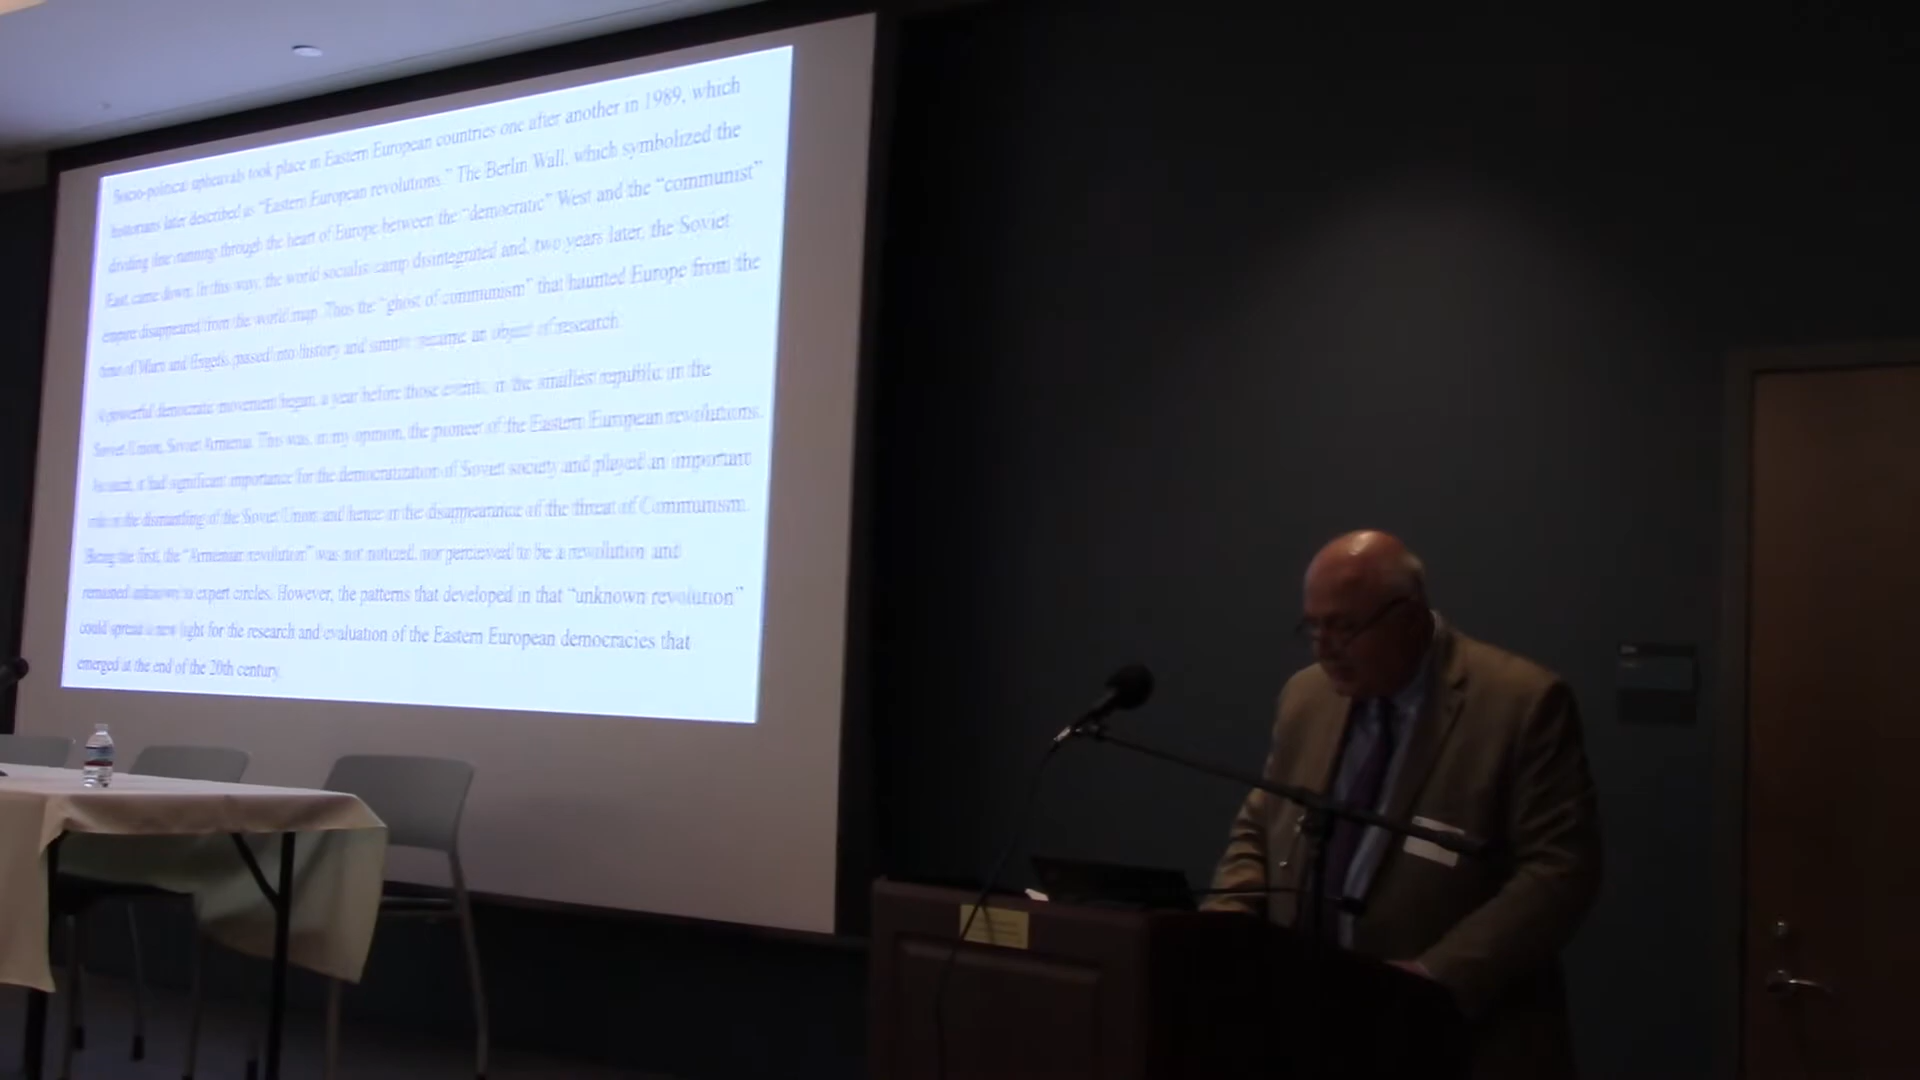 Socio-political upheavals took place in Eastern European countries one after another in 1989, which
historians later described as “Eastern European revolutions.” The Berlin Wall, which symbolized the
dividing line running through the heart of Europe between the “democratic” West and the “communist”
East, came down. In this way, the world socialist camp disintegrated and, two years later, the Soviet
empire disappeared from the world map. Thus the “ghost of communism” that haunted Europe from the
time of Marx and Engels, passed into history and simply became an object of research.
A powerful democratic movement began, a year before those events, in the smallest republic in the
Soviet Union, Soviet Armenia. This was, in my opinion, the pioneer of the Eastern European revolutions.
As such, it had significant importance for the democratization of Soviet society and played an important
role in the dismantling of the Soviet Union and hence in the disappearance of the threat of Communism.
Being the first, the “Armenian revolution” was not noticed, nor perceived to be a revolution and
remained unknown to expert circles. However, the patterns that developed in that “unknown revolution”
could spread a new light for the research and evaluation of the Eastern European democracies that
emerged at the end of the 20th century.